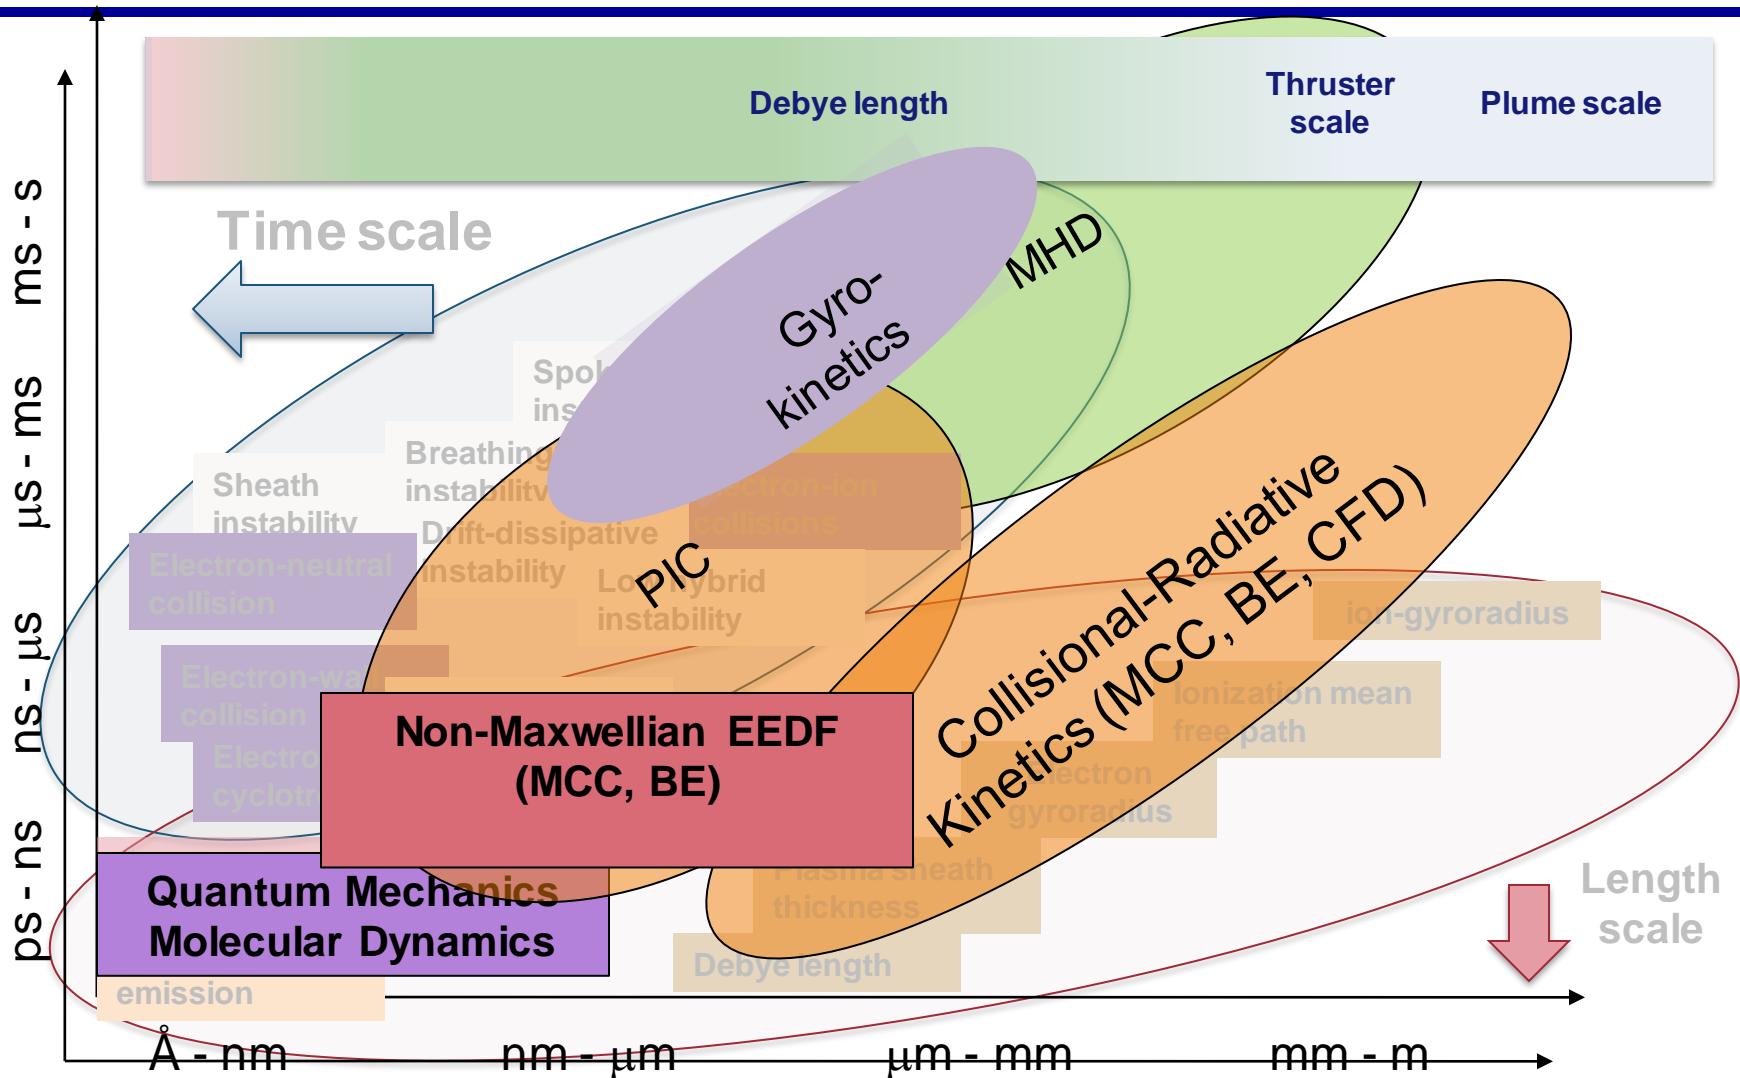 Debye length
Thruster
scale
Plume scale
Time scale
ms - s
μs - ms
ns - μs
ps - ns
MHD
Gyro-
kinetics
Breathing
instability
Sheath
instability
Drift-dissipative
instability
collisions
Electron-neutral
collision
PIC
hybrid
instability
Collisional-Radiative
Kinetics (MCC, BE, CFD)
ion-gyroradius
collision
Ionization mean
free path
Non-Maxwellian EEDF
(MCC, BE)
gyroradius
sheath
thickness
Quantum Mechanics
Molecular Dynamics
Debye length
emission
Length
scale
Å - nm
nm - μm
μm - mm
mm - m